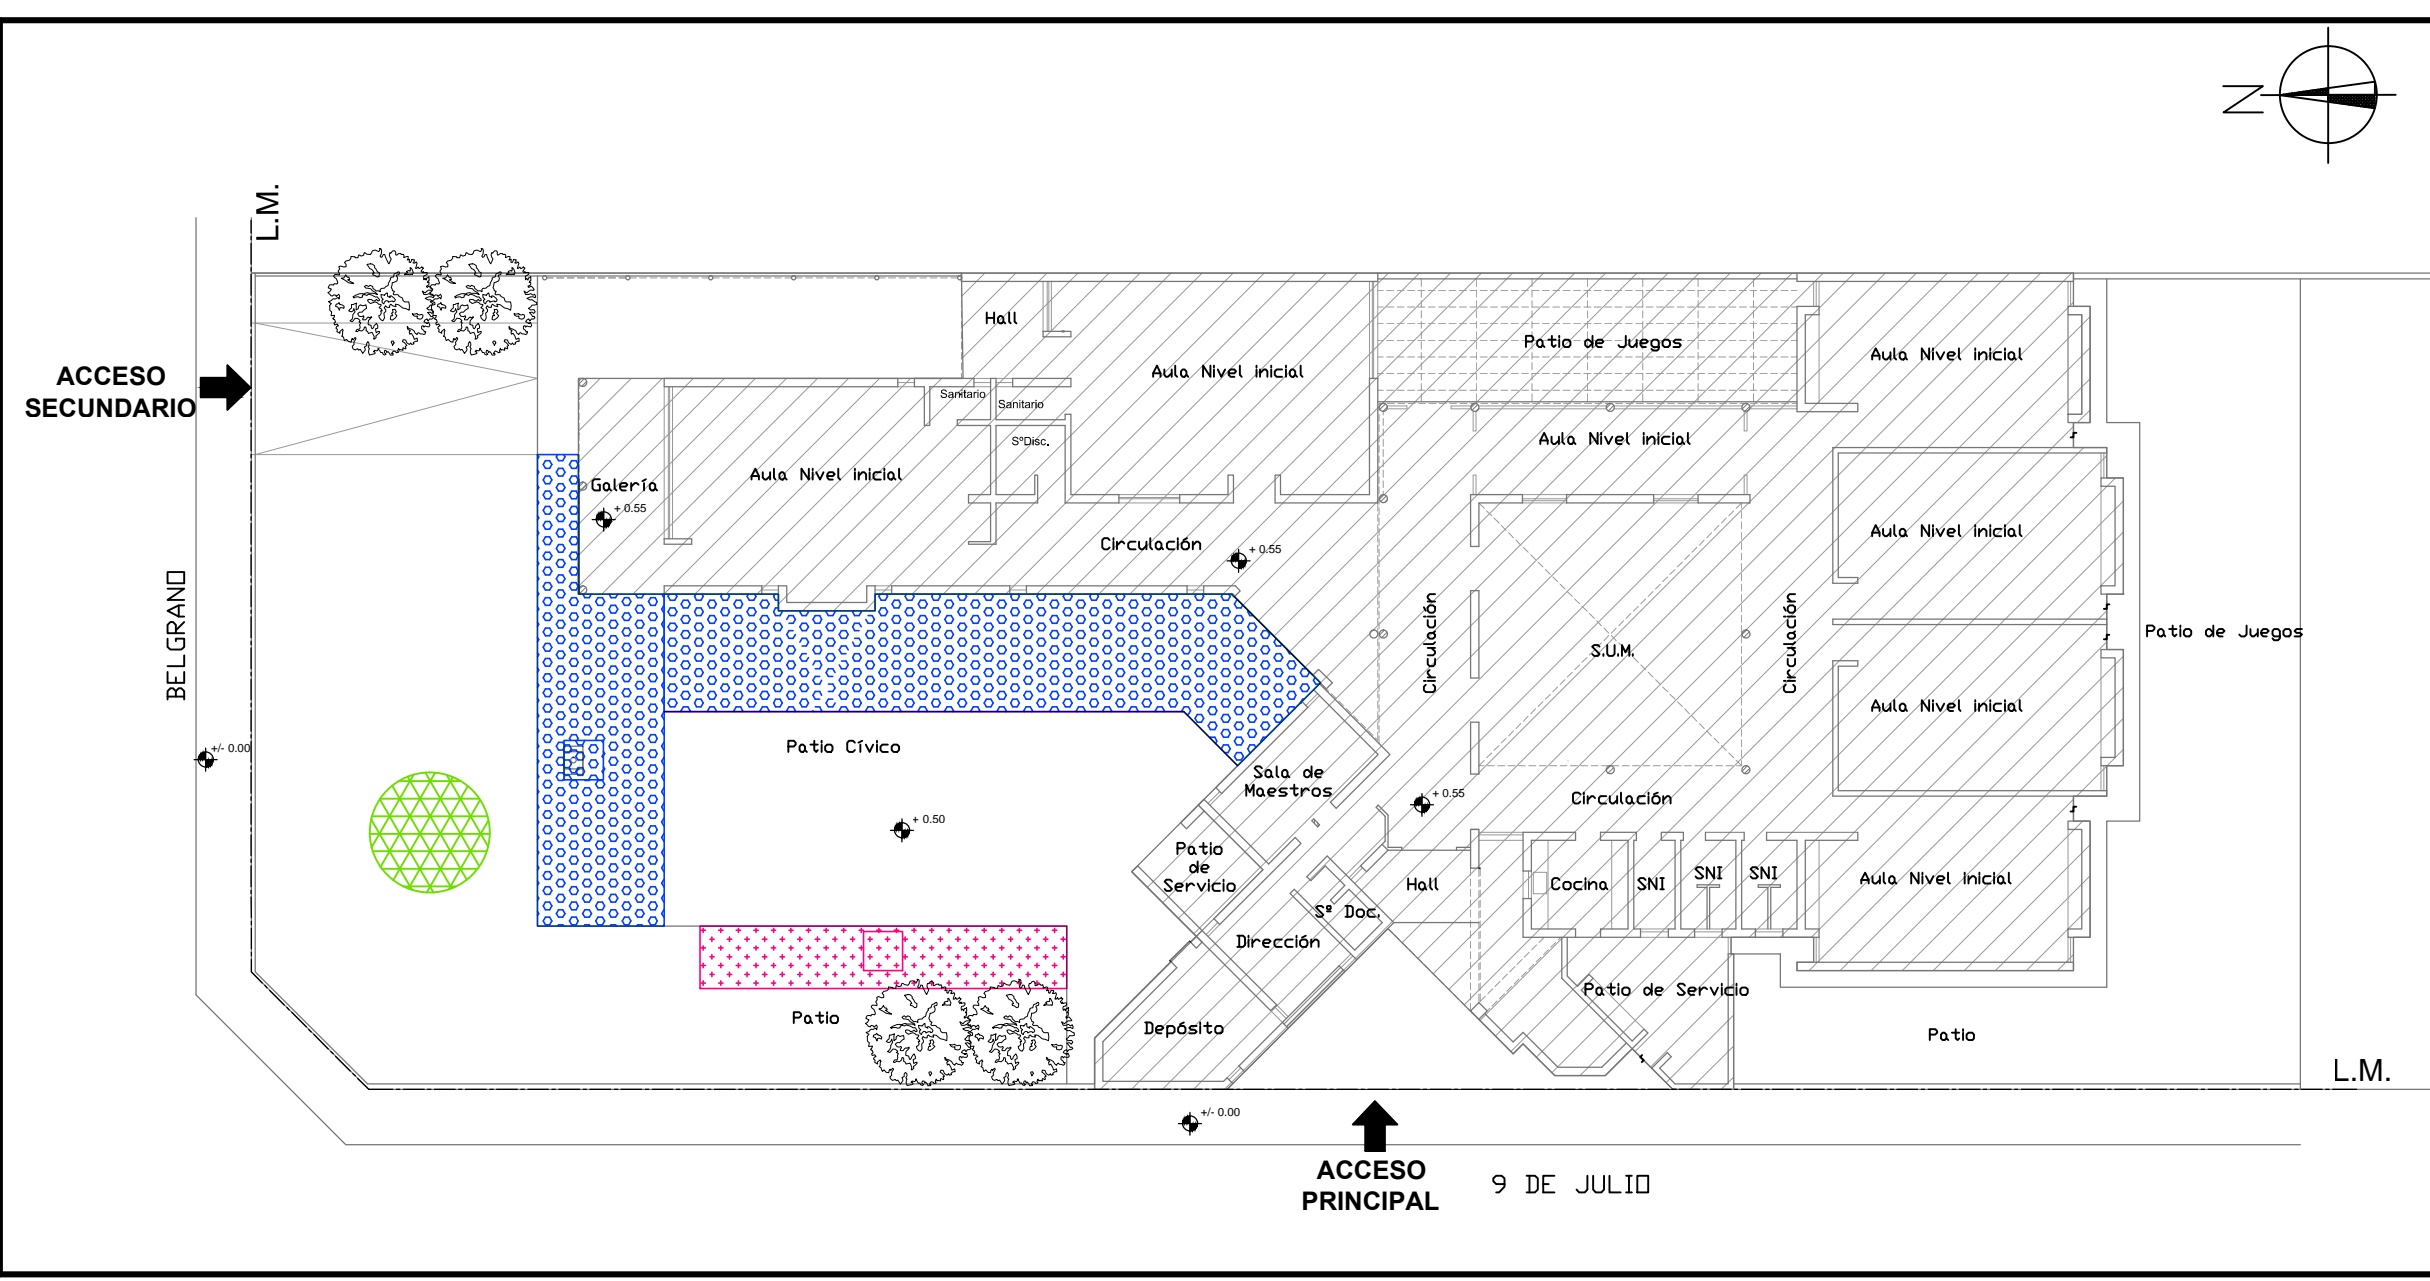 N
L.M.
ACCESO
SECUNDARIO
Hall
Patio de Juegos
Aula Nivel inicial
Aula Nivel inicial
Sanitario
Sanitario
SºDisc.
Aula Nivel inicial
Aula Nivel inicial
Galería
+ 0.55
Circulación
+ 0.55
Aula Nivel inicial
BELGRANO
Circulación
S.U.M.
Circulación
Patio de Juegos
Aula Nivel inicial
+/- 0.00
Patio Cívico
Sala de
Maestros
+ 0.55
Circulación
+ 0.50
Patio
de
Servicio
Hall
Cocina
SNI
SNI
SNI
Aula Nivel inicial
Sº Doc.
Dirección
Patio de Servicio
Patio
Depósito
Patio
L.M.
+/- 0.00
ACCESO
PRINCIPAL
9 DE JULIO